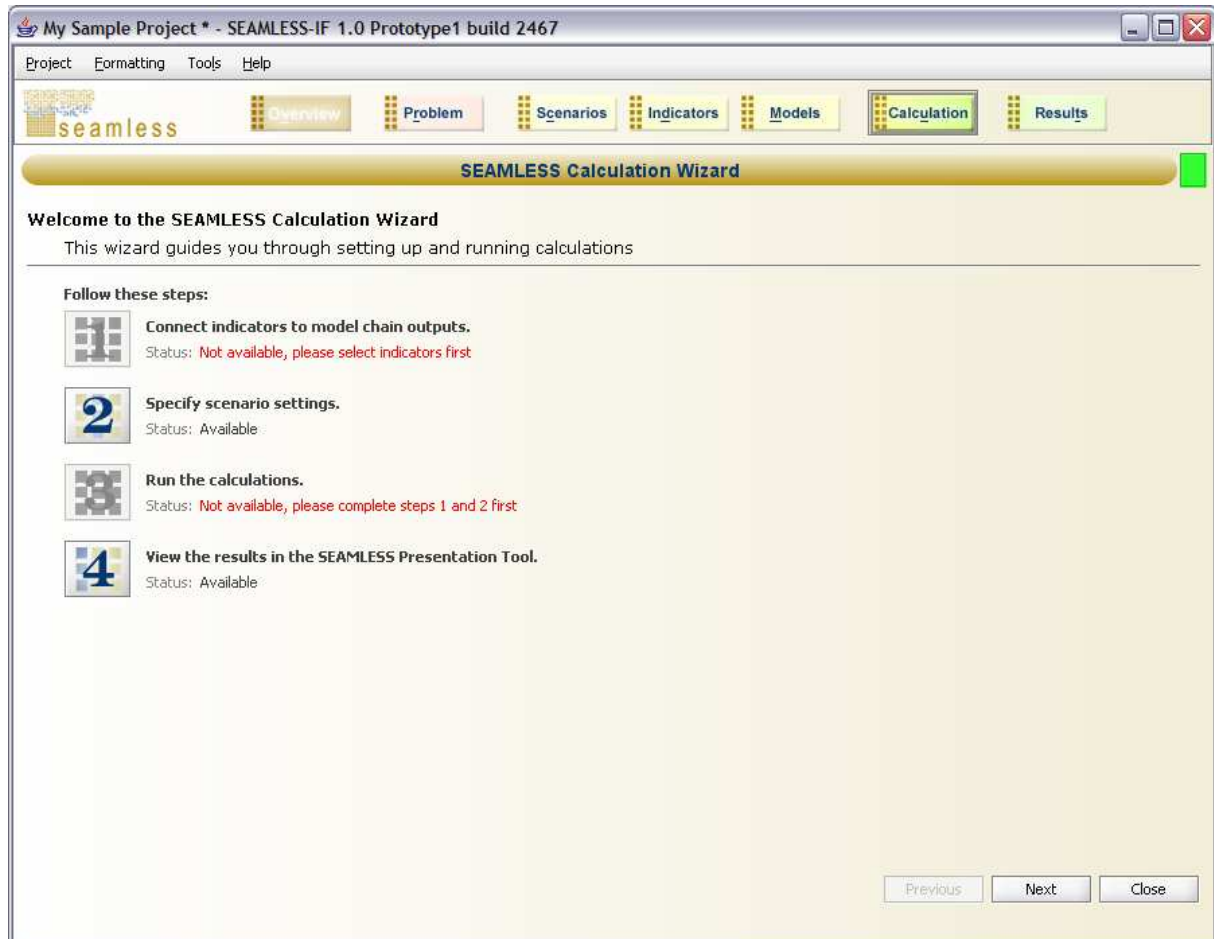 My Sample Project * - SEAMLESS-IF 1.0 Prototype1 build 2467
Project Formatting Tools Help
seamless Overview Problem Scenarios Indicators Models Calculation Results
SEAMLESS Calculation Wizard
Welcome to the SEAMLESS Calculation Wizard
This wizard guides you through setting up and running calculations
Follow these steps:
1 Connect indicators to model chain outputs.
Status: Not available, please select indicators first
2 Specify scenario settings.
Status: Available
3 Run the calculations.
Status: Not available, please complete steps 1 and 2 first
4 View the results in the SEAMLESS Presentation Tool.
Status: Available
Previous Next Close